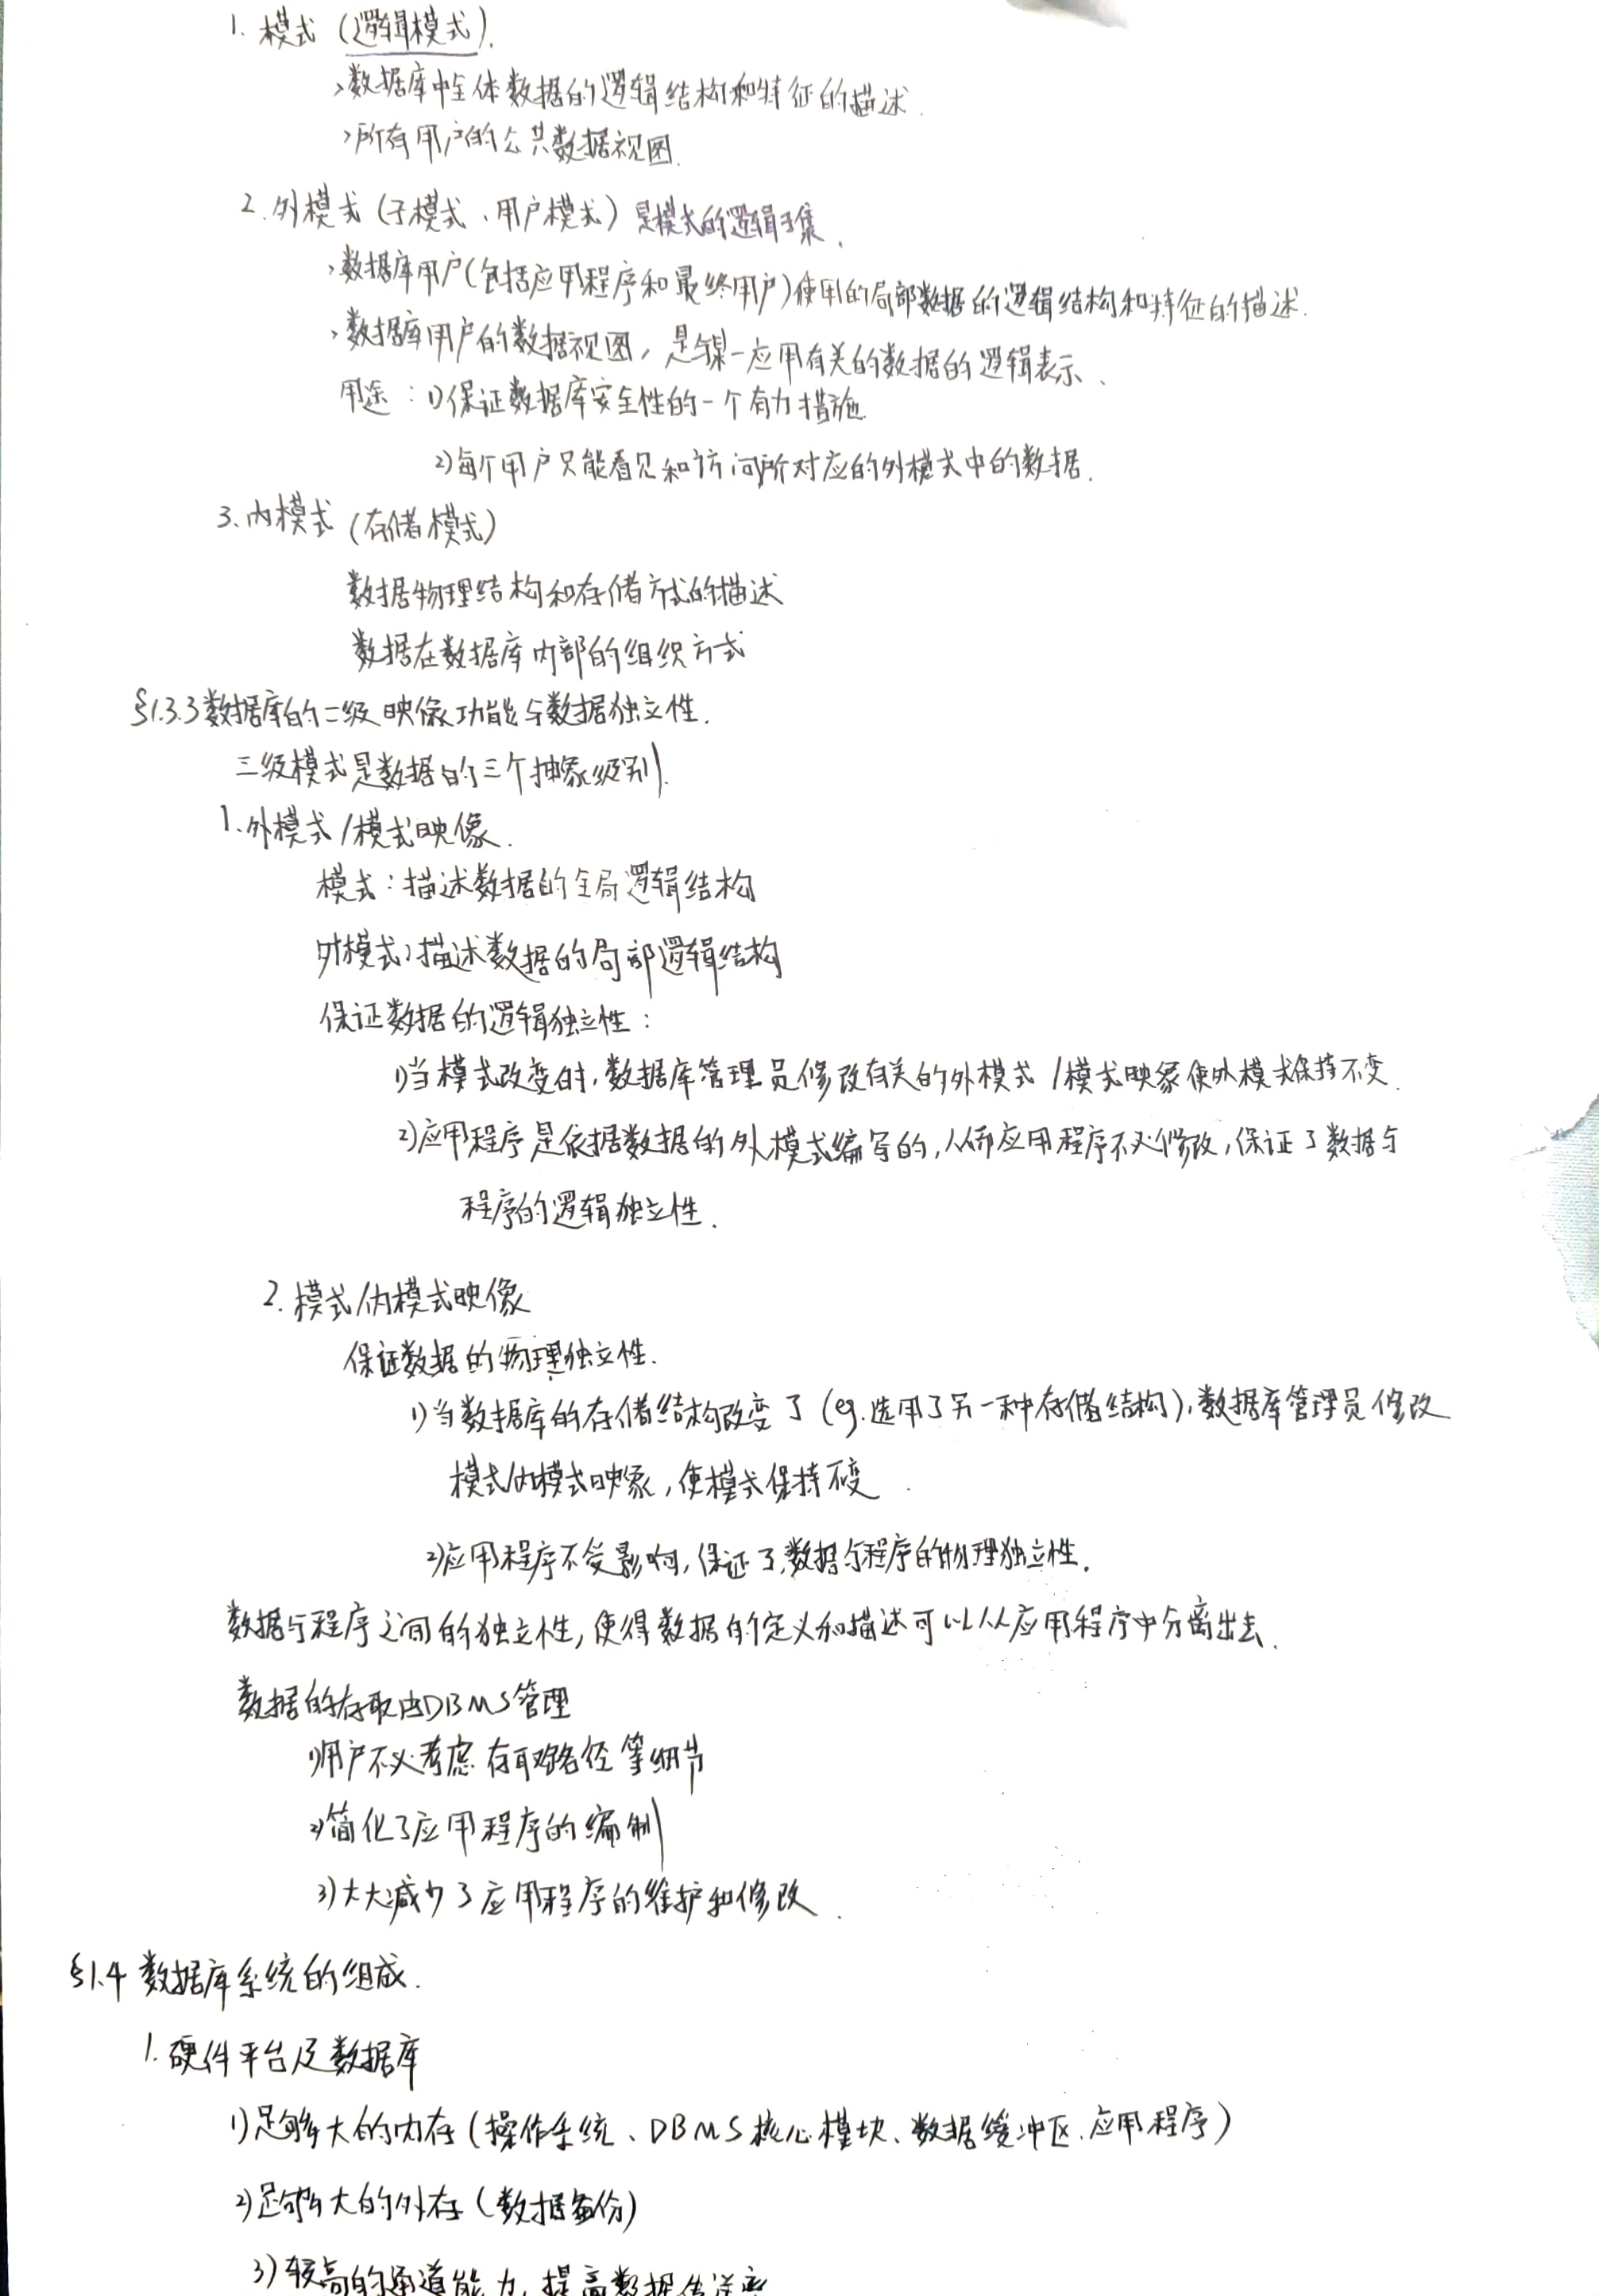 1. 模式 (逻辑模式).
>数据库中全体数据的逻辑结构和特征的描述.
>所有用户的公共数据视图.
2. 外模式 (子模式、用户模式) 是模式的逻辑子集.
>数据库用户(包括应用程序和最终用户)使用的局部数据的逻辑结构和特征的描述.
>数据库用户的数据视图, 是与某一应用有关的数据的逻辑表示.
用途: 1)保证数据库安全性的一个有力措施.
2)每个用户只能看见和访问所对应的外模式中的数据.
3.内模式 (存储模式)
数据物理结构和存储方式的描述
数据在数据库内部的组织方式
§1.3.3数据库的二级映像功能与数据独立性.
三级模式是数据的三个抽象级别.
1.外模式/模式映像.
模式:描述数据的全局逻辑结构
外模式:描述数据的局部逻辑结构
保证数据的逻辑独立性:
1)当模式改变时,数据库管理员修改有关的外模式/模式映象使外模式保持不变.
2)应用程序是依据数据的外模式编写的,从而应用程序不必修改,保证了数据与
程序的逻辑独立性.
2.模式/内模式映像
保证数据的物理独立性.
1)当数据库的存储结构改变了(eg.选用了另一种存储结构),数据库管理员修改
模式/内模式映象,使模式保持不变.
2)应用程序不受影响,保证了数据与程序的物理独立性.
数据与程序之间的独立性,使得数据的定义和描述可以从应用程序中分离出去.
数据的存取由DBMS管理
1)用户不必考虑存取路径等细节
2)简化了应用程序的编制
3)大大减少了应用程序的维护和修改.
§1.4 数据库系统的组成.
1.硬件平台及数据库
1)足够大的内存(操作系统、DBMS核心模块、数据缓冲区、应用程序)
2)足够大的外存(数据备份)
3)较高的通道能力,提高数据传送率